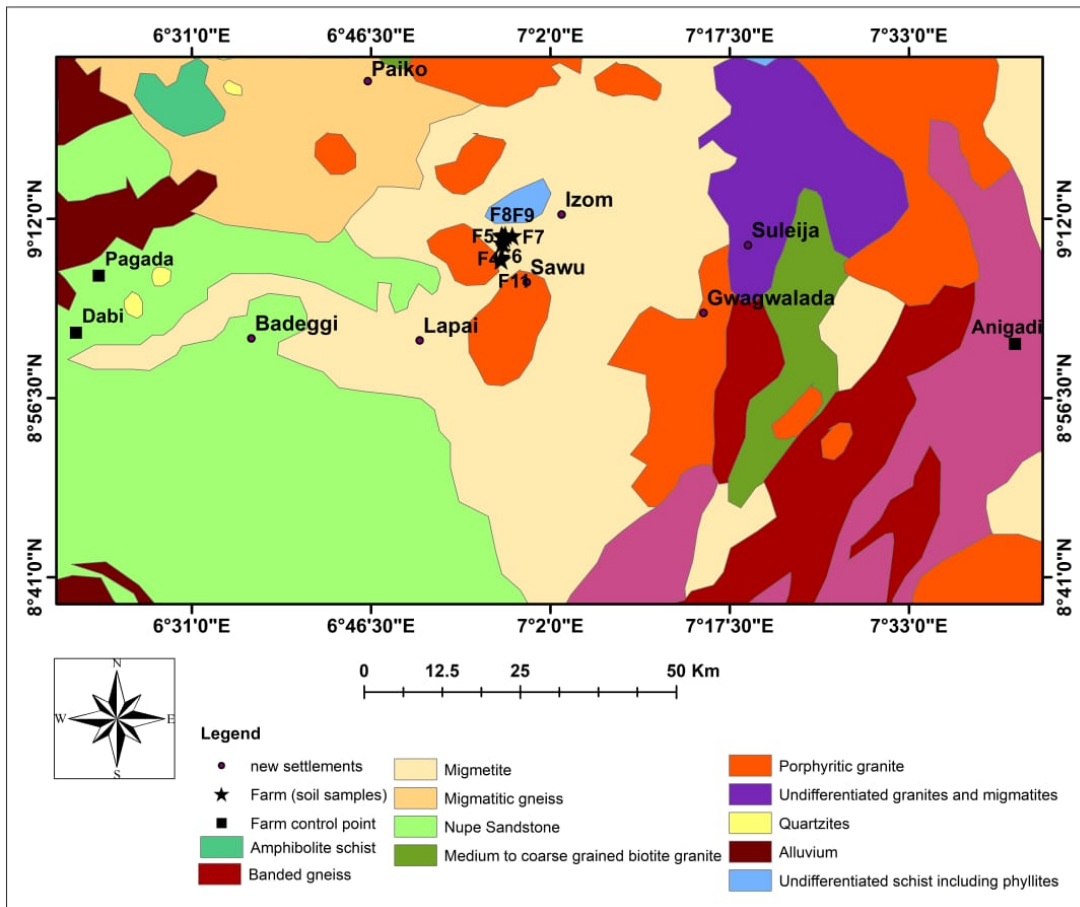 6°31'0"E 6°46'30"E 7°2'0"E 7°17'30"E 7°33'0"E
Paiko
9°12'0"N
Izom
9°12'0"N
F8F9
F5 F7
F4 F6
Suleija
Pagada
Sawu
F11
Gwagwalada
Dabi
Badeggi
Lapai
Anigadi
8°56'30"N
8°56'30"N
8°41'0"N
8°41'0"N
6°31'0"E 6°46'30"E 7°2'0"E 7°17'30"E 7°33'0"E
0 12.5 25 50 Km
N
W E
S
Legend
new settlements
Farm (soil samples)
Farm control point
Amphibolite schist
Banded gneiss
Migmetite
Migmatitic gneiss
Nupe Sandstone
Medium to coarse grained biotite granite
Porphyritic granite
Undifferentiated granites and migmatites
Quartzites
Alluvium
Undifferentiated schist including phyllites